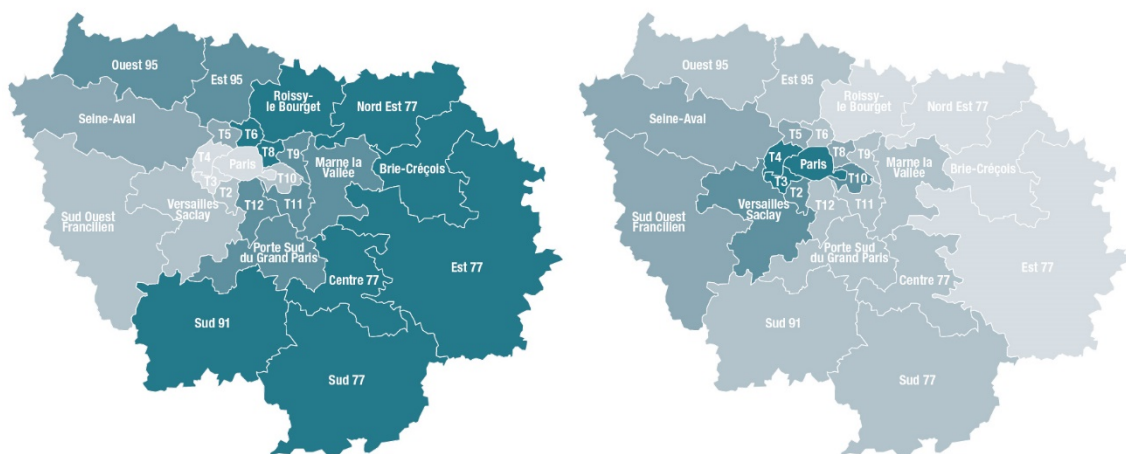 Ouest 95
Est 95
Roissy-
le Bourget
Nord Est 77
Seine-Aval
T5
T6
T4
Paris
T8
T9
Marne la
Vallée
Brie-Créçois
T3
T2
T10
Versailles
Saclay
Sud Ouest
Francilien
T12
T11
Porte Sud
du Grand Paris
Centre 77
Est 77
Sud 91
Sud 77
Ouest 95
Est 95
Roissy-
le Bourget
Nord Est 77
Seine-Aval
T5
T6
T4
Paris
T8
T9
Marne la
Vallée
Brie-Créçois
T3
T2
T10
Versailles
Saclay
Sud Ouest
Francilien
T12
T11
Porte Sud
du Grand Paris
Centre 77
Est 77
Sud 91
Sud 77